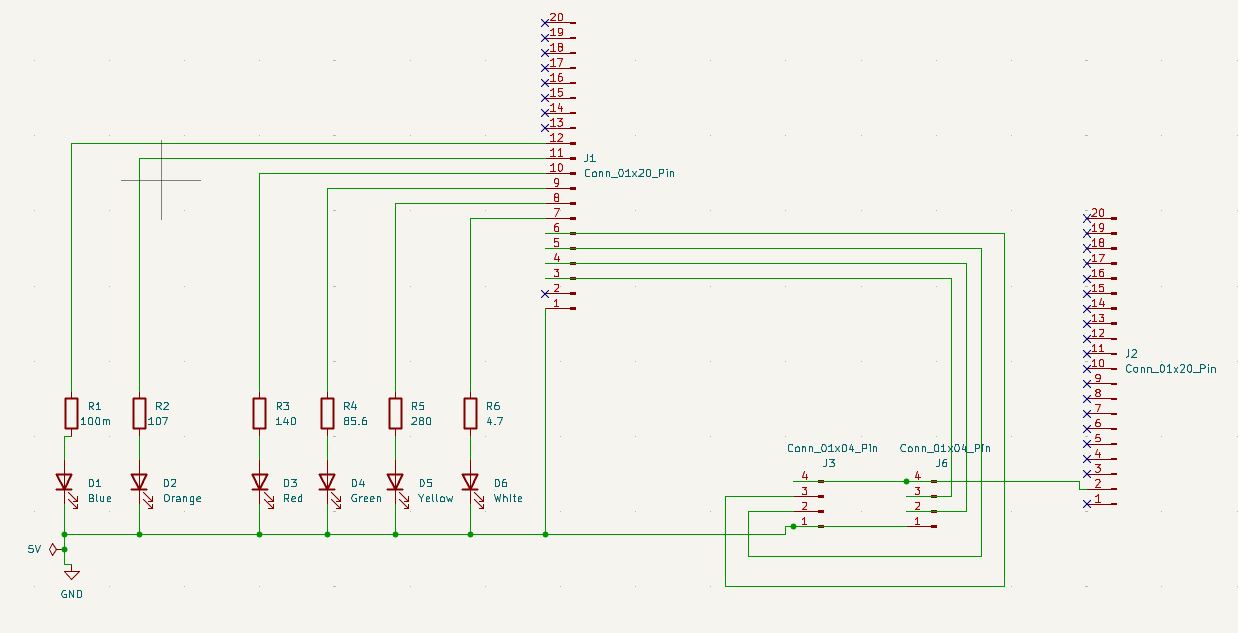 20
19
18
17
16
15
14
13
12
11
10
9
8
7
6
5
4
3
2
1
J1
Conn_01x20_Pin
20
19
18
17
16
15
14
13
12
11
10
9
8
7
6
5
4
3
2
1
J2
Conn_01x20_Pin
R1
100m
R2
107
R3
140
R4
85.6
R5
280
R6
4.7
D1
Blue
D2
Orange
D3
Red
D4
Green
D5
Yellow
D6
White
Conn_01x04_Pin
J3
4
3
2
1
Conn_01x04_Pin
J6
4
3
2
1
5V
GND